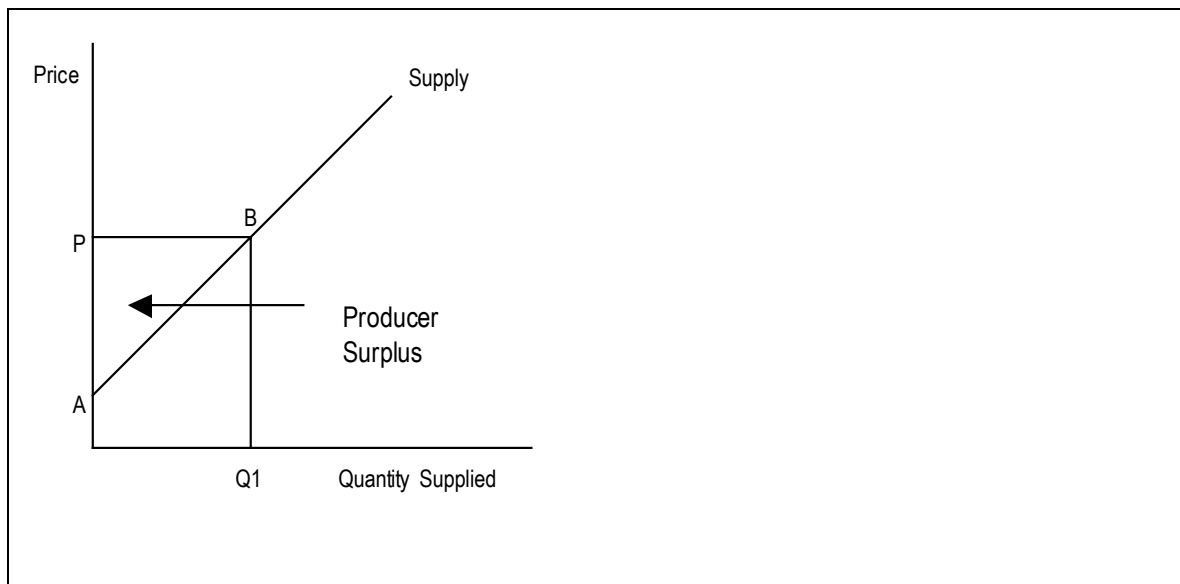 Price
Supply
B
P
Producer
Surplus
A
Q1 Quantity Supplied